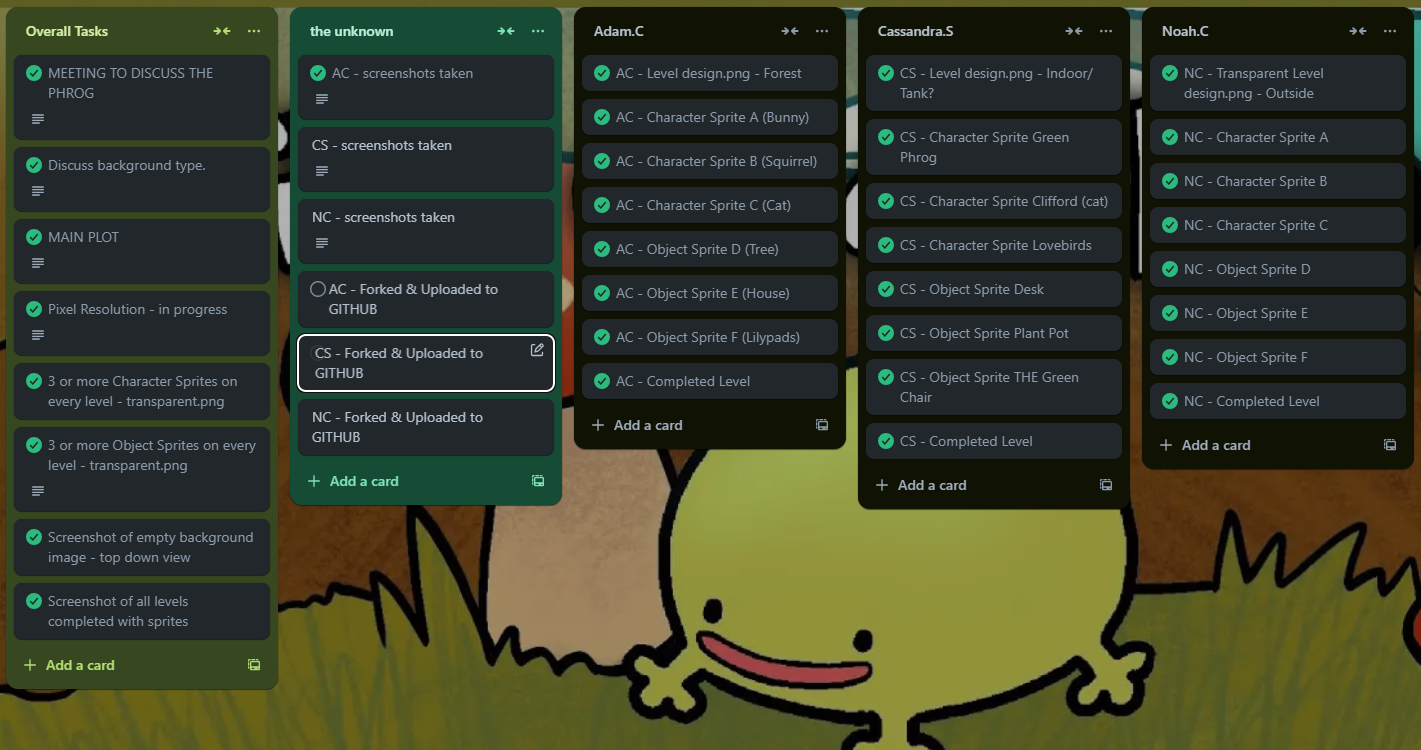 Overall Tasks
MEETING TO DISCUSS THE
PHROG
Discuss background type.
MAIN PLOT
Pixel Resolution - in progress
3 or more Character Sprites on
every level - transparent.png
3 or more Object Sprites on every
level - transparent.png
Screenshot of empty background
image - top down view
Screenshot of all levels
completed with sprites
Add a card
the unknown
AC - screenshots taken
CS - screenshots taken
NC - screenshots taken
AC - Forked & Uploaded to
GITHUB
CS - Forked & Uploaded to
GITHUB
NC - Forked & Uploaded to
GITHUB
Add a card
Adam.C
AC - Level design.png - Forest
AC - Character Sprite A (Bunny)
AC - Character Sprite B (Squirrel)
AC - Character Sprite C (Cat)
AC - Object Sprite D (Tree)
AC - Object Sprite E (House)
AC - Object Sprite F (Lilypads)
AC - Completed Level
Add a card
Cassandra.S
CS - Level design.png - Indoor/
Tank?
CS - Character Sprite Green
Phrog
CS - Character Sprite Clifford (cat)
CS - Character Sprite Lovebirds
CS - Object Sprite Desk
CS - Object Sprite Plant Pot
CS - Object Sprite THE Green
Chair
CS - Completed Level
Add a card
Noah.C
NC - Transparent Level
design.png - Outside
NC - Character Sprite A
NC - Character Sprite B
NC - Character Sprite C
NC - Object Sprite D
NC - Object Sprite E
NC - Object Sprite F
NC - Completed Level
Add a card